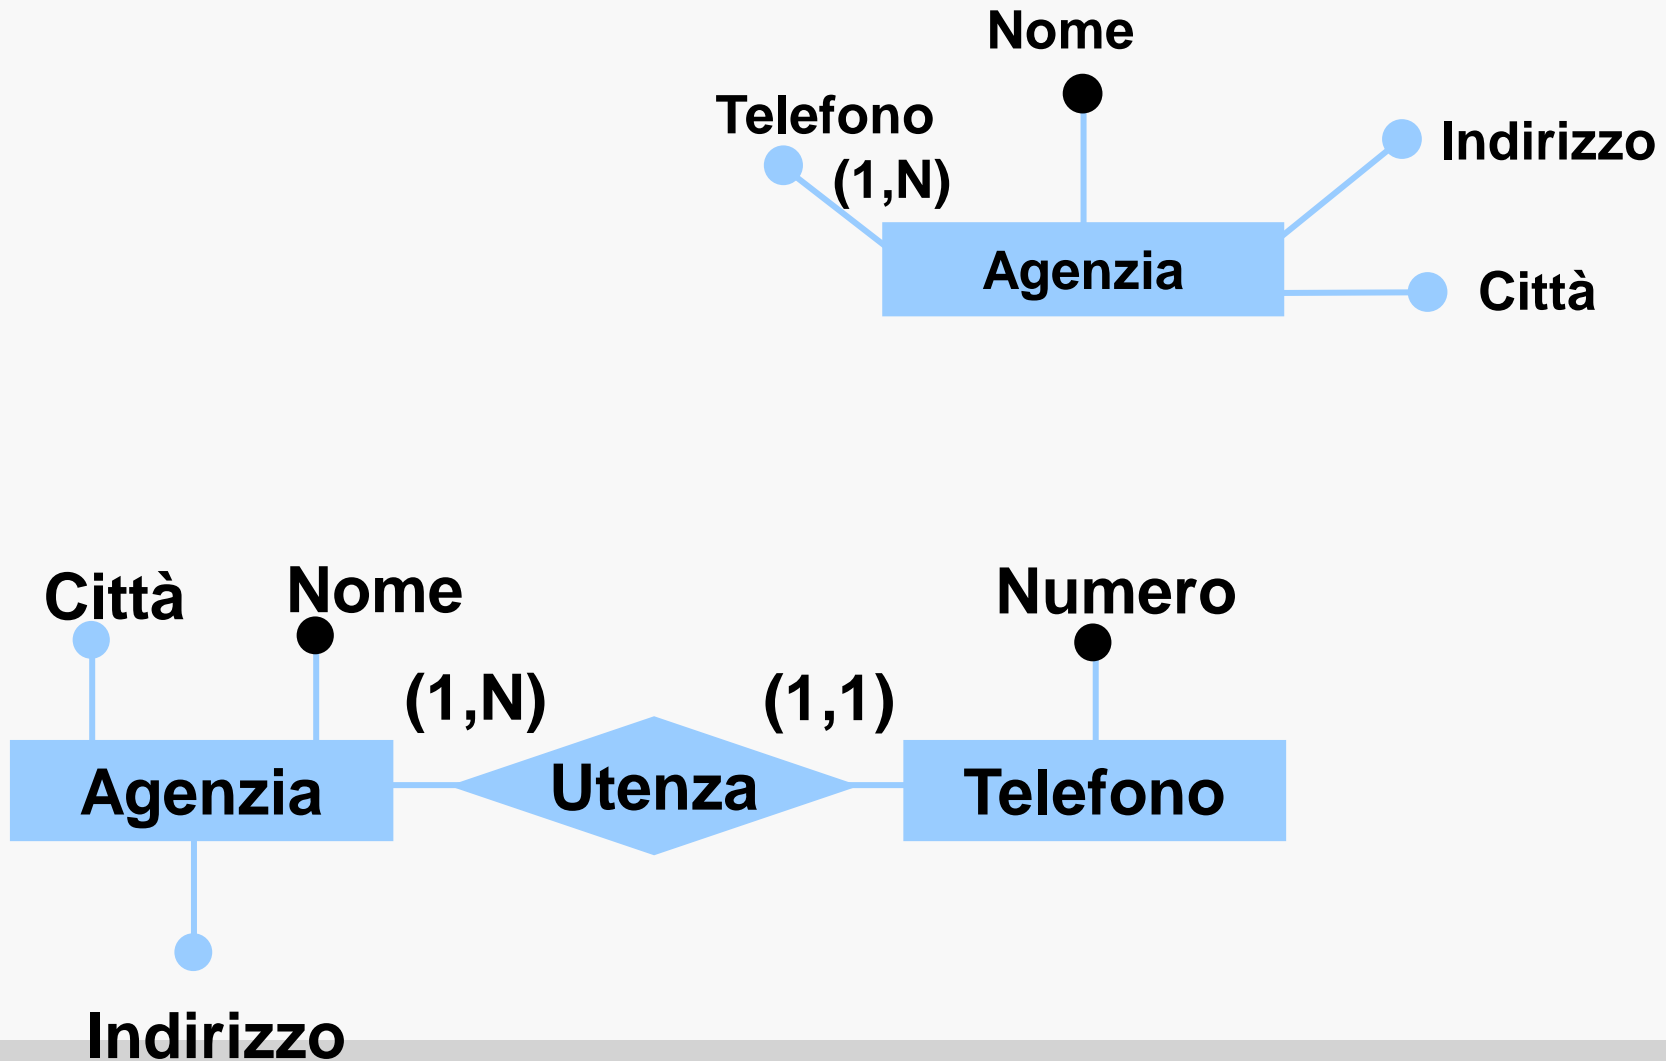 Nome
Telefono
(1,N)
Indirizzo
Agenzia
Città
Città
Nome
Numero
(1,N)
(1,1)
Agenzia
Utenza
Telefono
Indirizzo